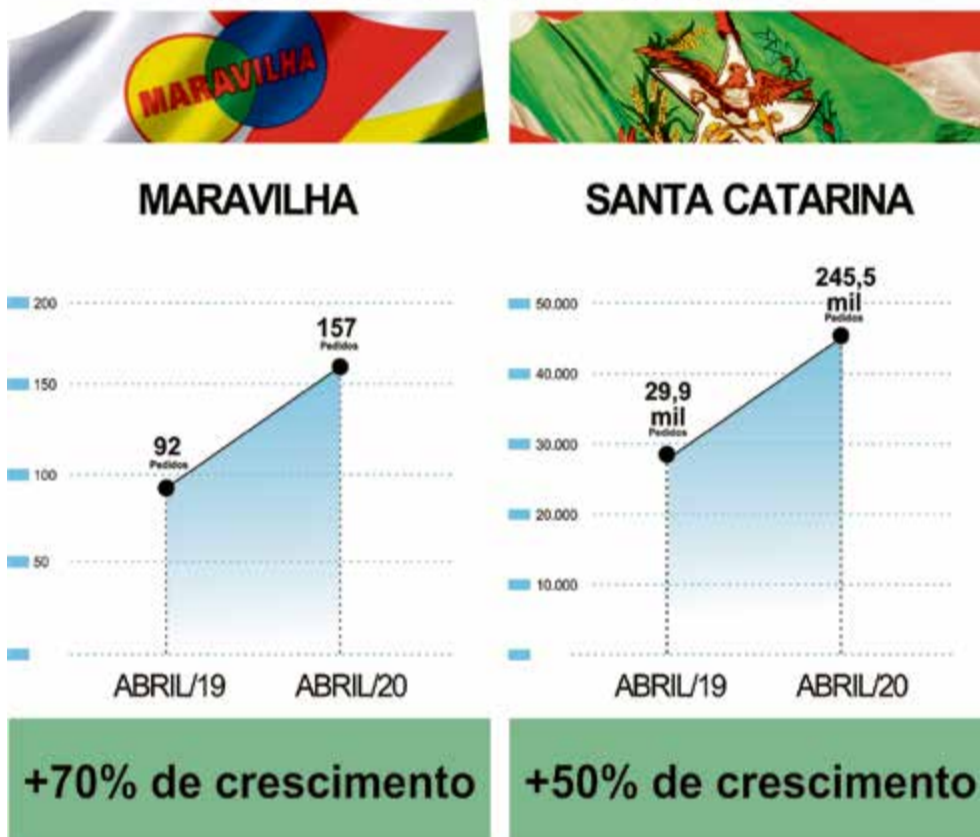 MARAVILHA
MARAVILHA
200
157
Pedidos
150
92
Pedidos
100
50
ABRIL/19 ABRIL/20
+70% de crescimento
SANTA CATARINA
245,5
mil
Pedidos
50.000
40.000
29,9
mil
Pedidos
30.000
20.000
10.000
ABRIL/19 ABRIL/20
+50% de crescimento